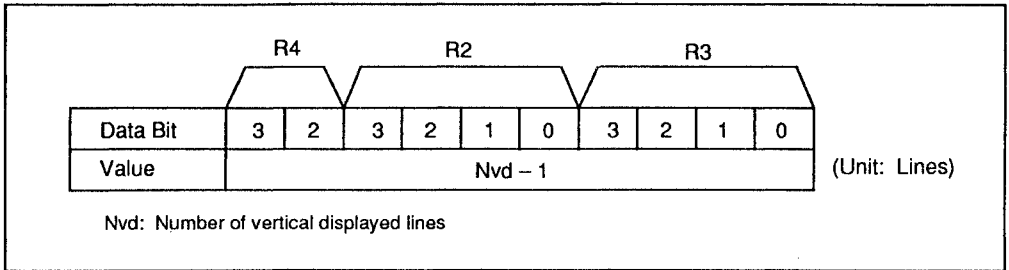 R4 R2 R3
Data Bit 3 2 3 2 1 0 3 2 1 0
Value Nvd – 1 (Unit: Lines)
Nvd: Number of vertical displayed lines